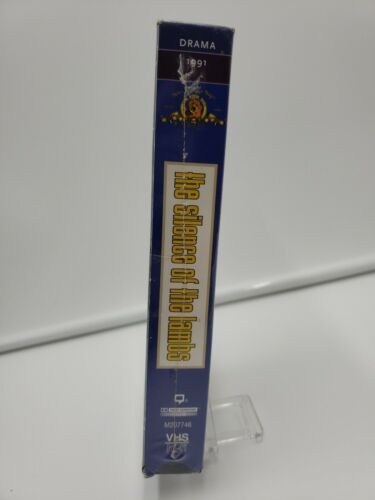 DRAMA
1991
the silence of the lambs
M207746
VHS